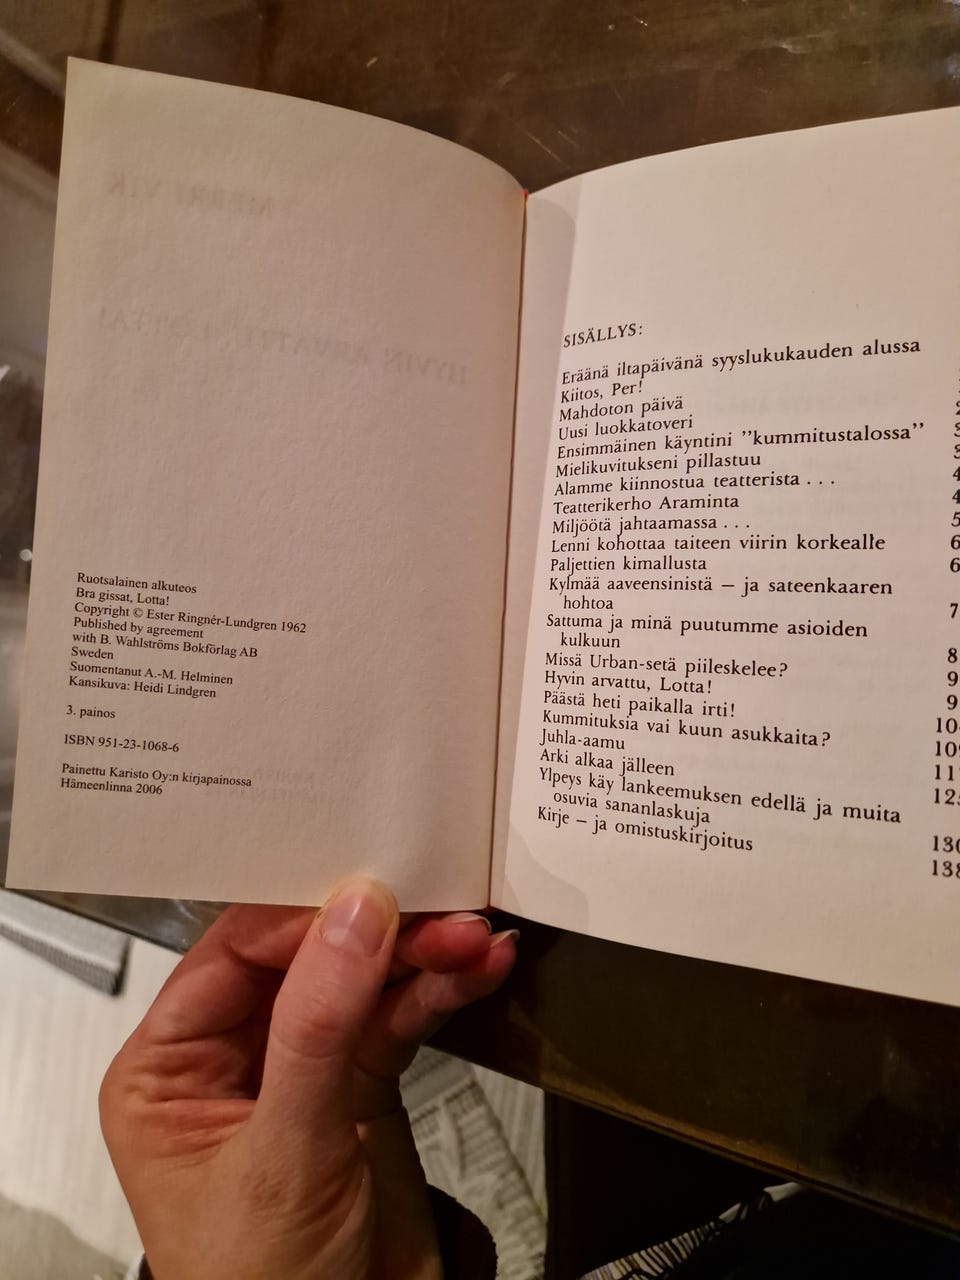 Ruotsalainen alkuteos
Bra gissat, Lotta!
Copyright © Ester Ringnér-Lundgren 1962
Published by agreement
with B. Wahlströms Bokförlag AB
Sweden
Suomentanut A.-M. Helminen
Kansikuva: Heidi Lindgren
3. painos
ISBN 951-23-1068-6
Painettu Karisto Oy:n kirjapainossa
Hämeenlinna 2006
SISÄLLYS:
Eräänä iltapäivänä syyslukukauden alussa
Kiitos, Per!
Mahdoton päivä
Uusi luokkatoveri
Ensimmäinen käyntini ”kummitustalossa”
Mielikuvitukseni pillastuu
Alamme kiinnostua teatterista . . .
Teatterikerho Araminta
Miljöötä jahtaamassa . . .
Lenni kohottaa taiteen viirin korkealle
Paljettien kimallusta
Kylmää aaveensinistä — ja sateenkaaren
hohtoa
Sattuma ja minä puutumme asioiden
kulkuun
Missä Urban-setä piileskelee?
Hyvin arvattu, Lotta!
Päästä heti paikalla irti!
Kummituksia vai kuun asukkaita?
Juhla-aamu
Arki alkaa jälleen
Ylpeys käy lankeemuksen edellä ja muita
osuvia sananlaskuja
Kirje — ja omistuskirjoitus